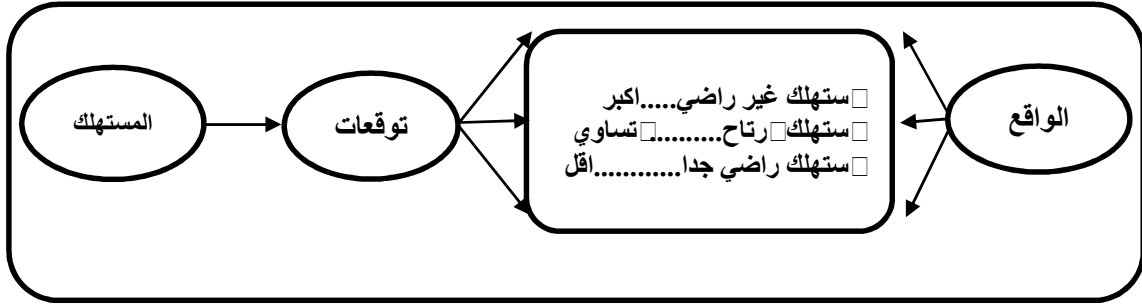 المستهلك
توقعات
□ستهلك غير راضي.....اكبر
□ستهلك□رتاح..........□تساوي
□ستهلك راضي جدا............اقل
الواقع